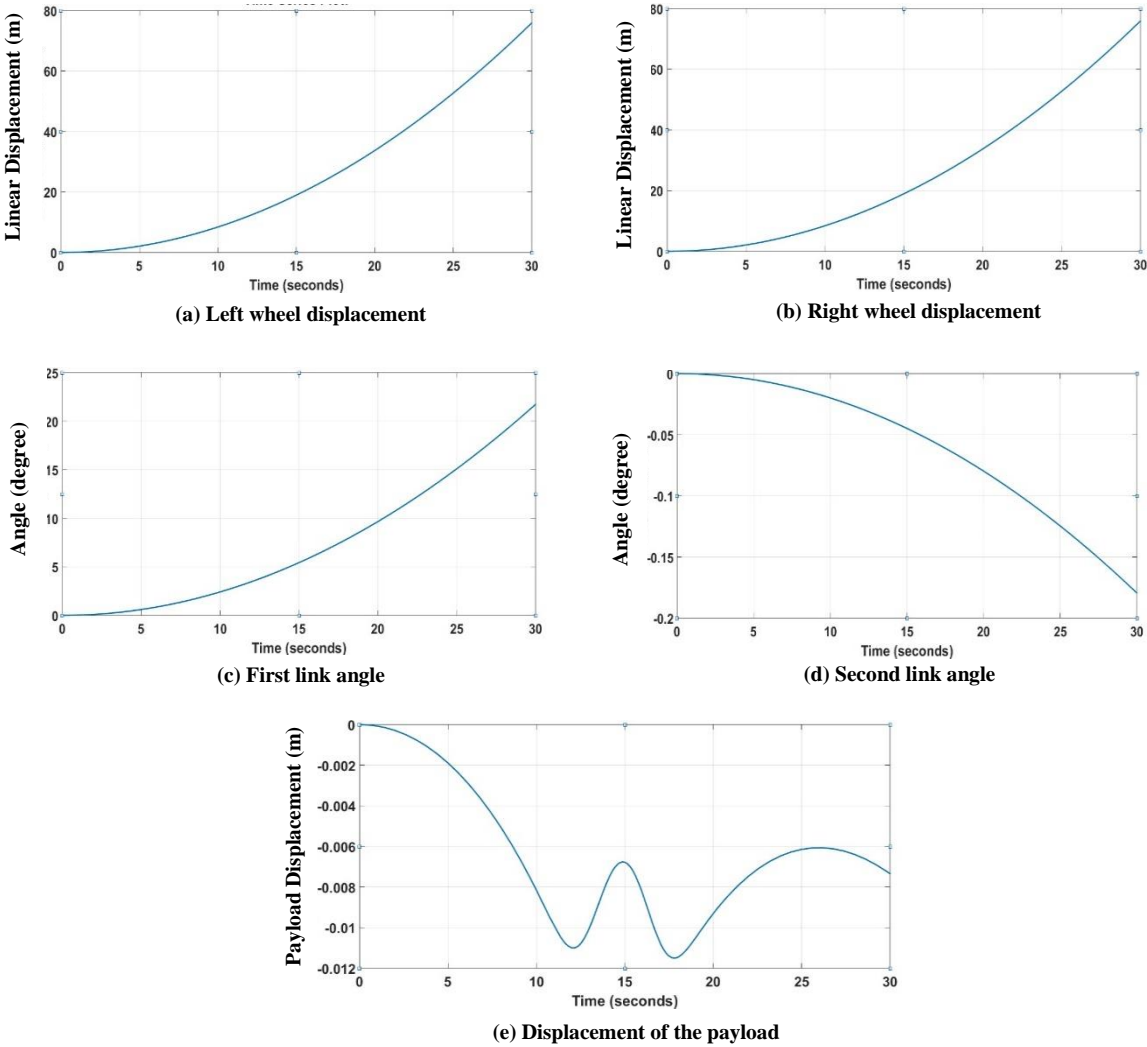 80
60
40
20
0
0 5 10 15 20 25 30
Linear Displacement (m)
Time (seconds)
(a) Left wheel displacement
80
60
40
20
0
0 5 10 15 20 25 30
Linear Displacement (m)
Time (seconds)
(b) Right wheel displacement
25
20
15
10
5
0
0 5 10 15 20 25 30
Angle (degree)
Time (seconds)
(c) First link angle
0
-0.05
-0.1
-0.15
-0.2
0 5 10 15 20 25 30
Angle (degree)
Time (seconds)
(d) Second link angle
0
-0.002
-0.004
-0.006
-0.008
-0.01
-0.012
0 5 10 15 20 25 30
Payload Displacement (m)
Time (seconds)
(e) Displacement of the payload